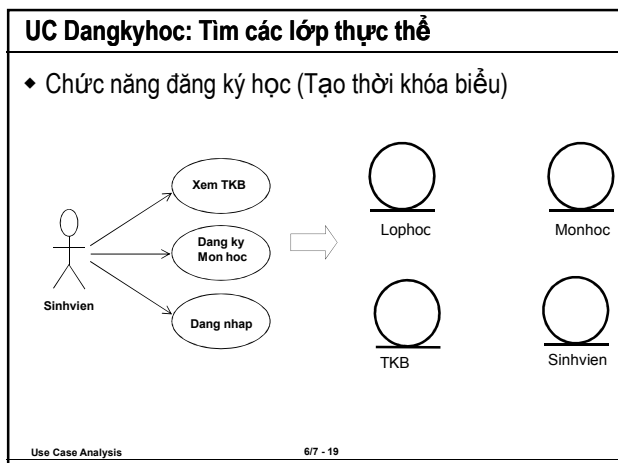 UC Dangkyhoc: Tìm các lớp thực thể
Chức năng đăng ký học (Tạo thời khóa biểu)
Xem TKB
Dang ky
Mon hoc
Dang nhap
Sinhvien
Lophoc
Monhoc
TKB
Sinhvien
Use Case Analysis
6/7 - 19